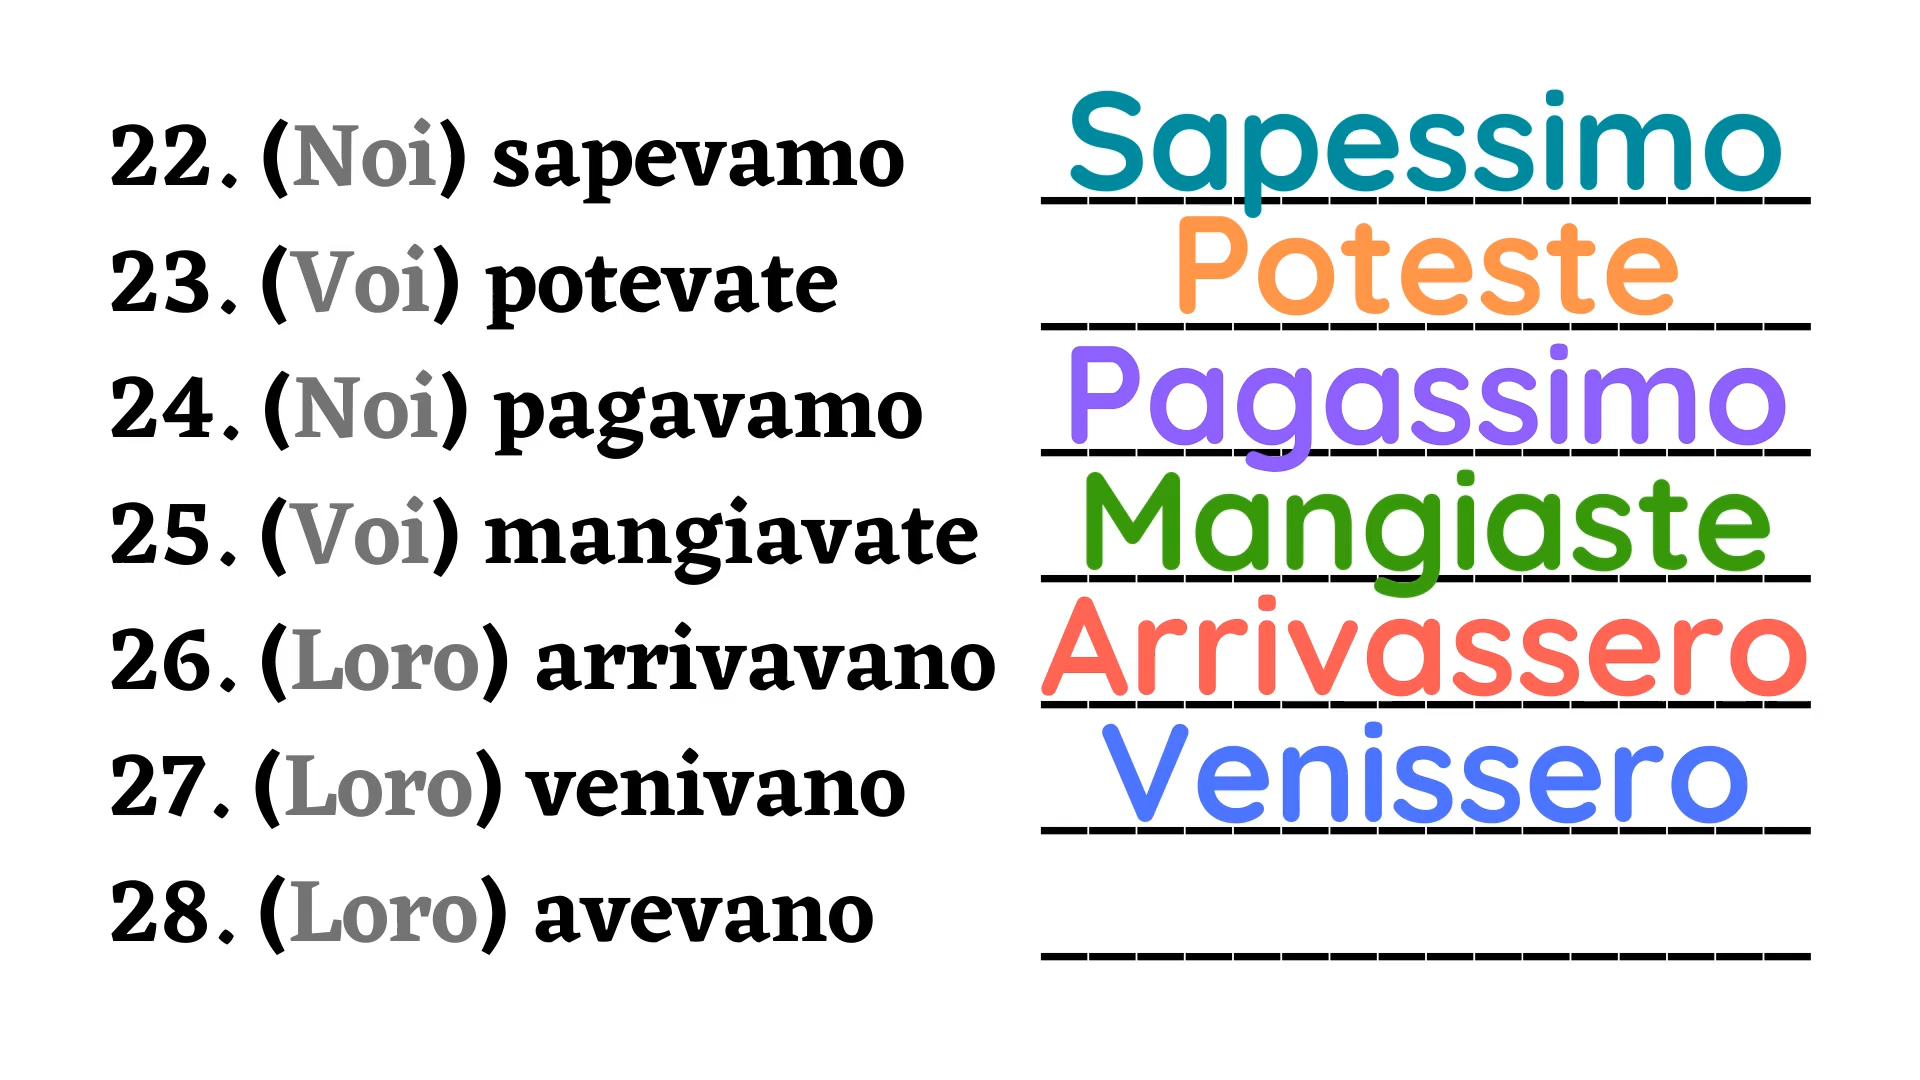 22. (Noi) sapevamo Sapessimo
23. (Voi) potevate Poteste
24. (Noi) pagavamo Pagassimo
25. (Voi) mangiavate Mangiaste
26. (Loro) arrivavano Arrivassero
27. (Loro) venivano Venissero
28. (Loro) avevano